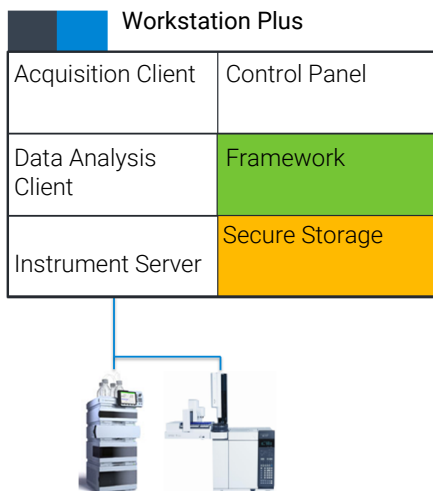 Workstation Plus
Acquisition Client
Control Panel
Data Analysis
Client
Framework
Instrument Server
Secure Storage